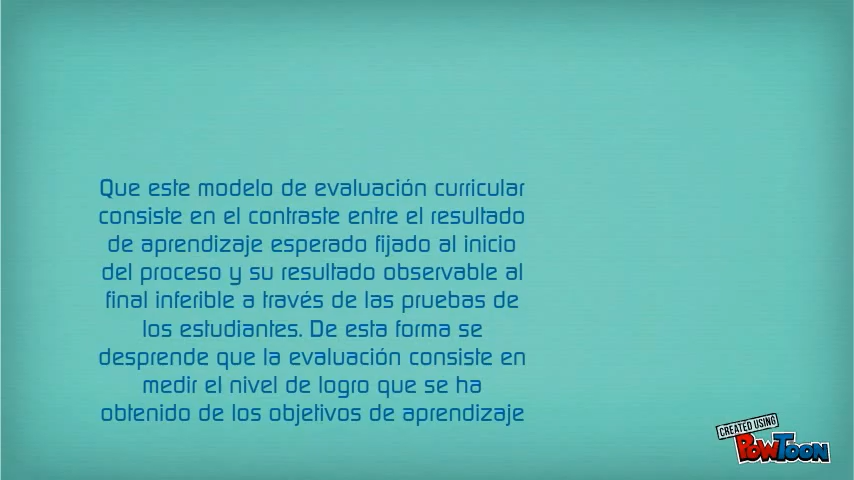 Que este modelo de evaluación curricular
consiste en el contraste entre el resultado
de aprendizaje esperado fijado al inicio
del proceso y su resultado observable al
final inferible a través de las pruebas de
los estudiantes. De esta forma se
desprende que la evaluación consiste en
medir el nivel de logro que se ha
obtenido de los objetivos de aprendizaje
CREATED USING
POWTOON